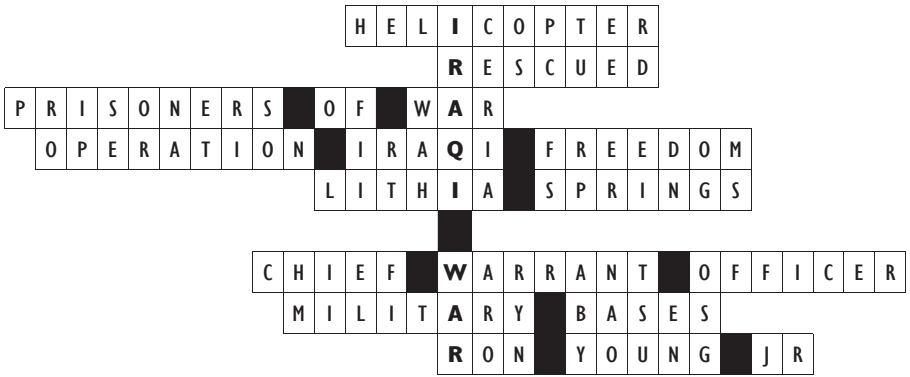 HELICOPTER
RESCUED
PRISONERS OF WAR
OPERATION IRAQI FREEDOM
LITHIA SPRINGS
CHIEF WARRANT OFFICER
MILITARY BASES
RON YOUNG JR